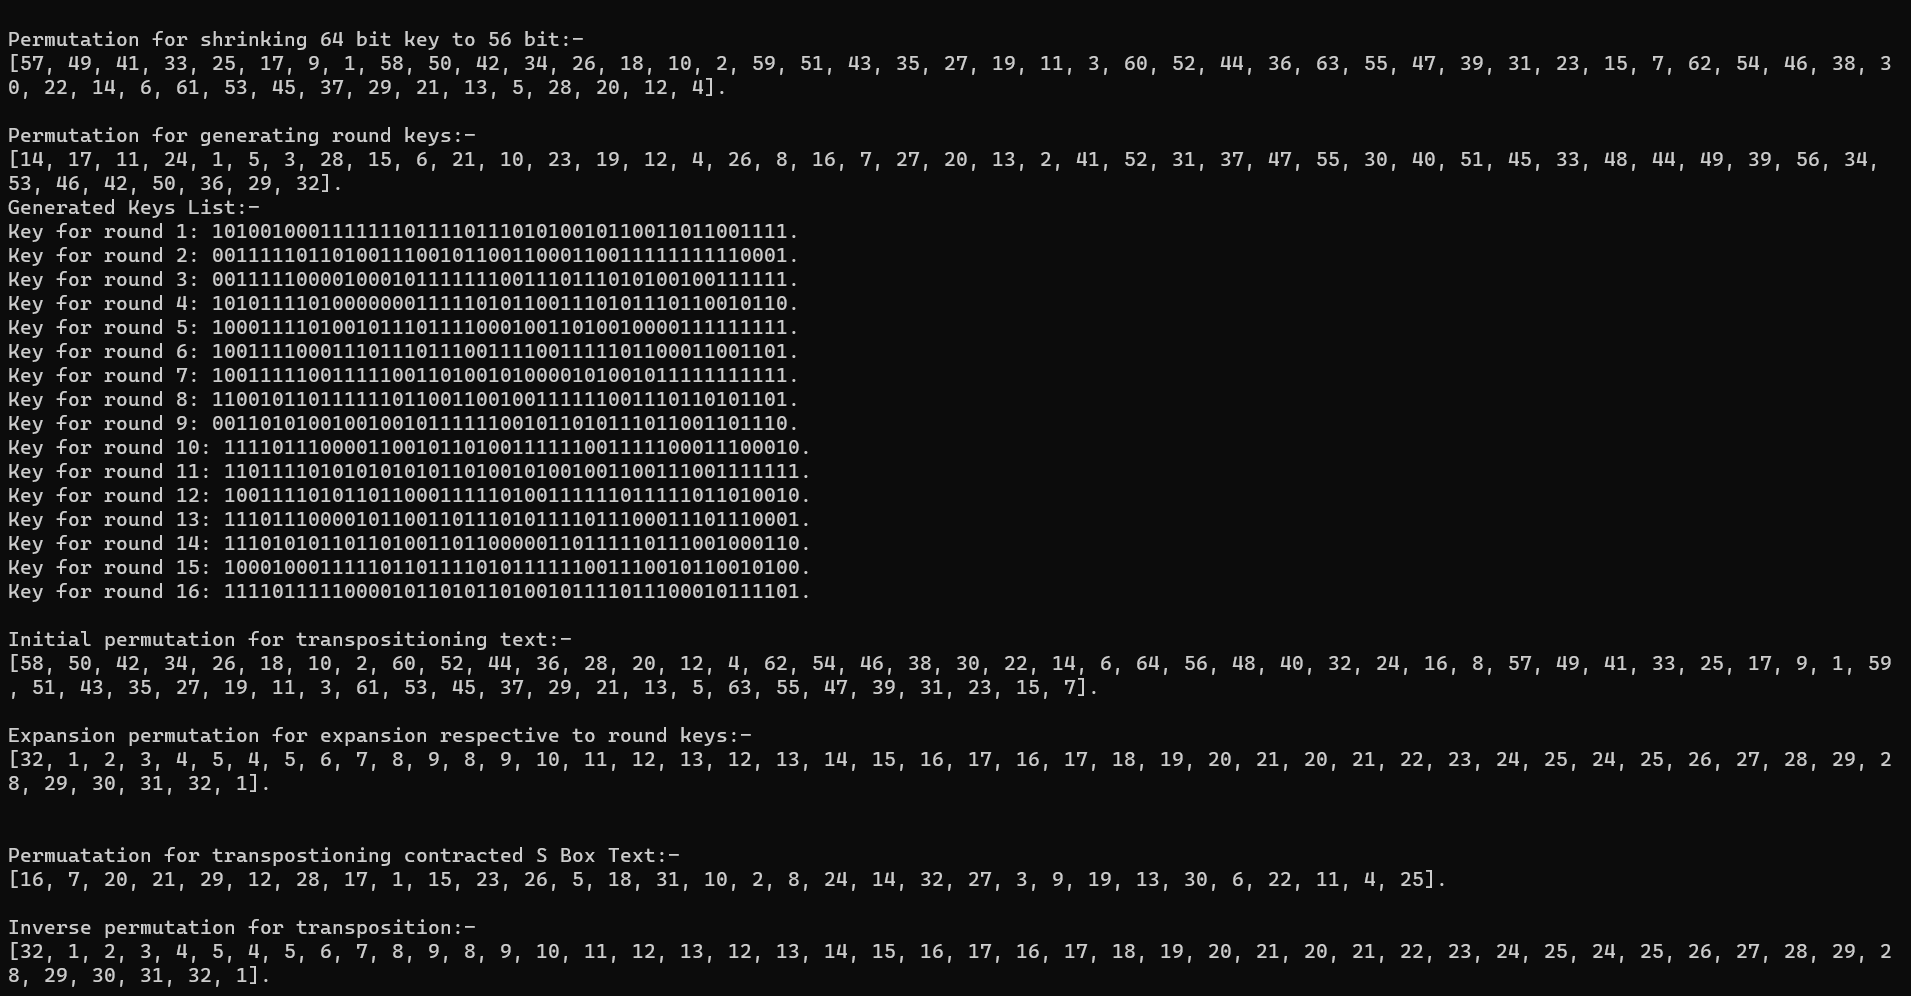 Permutation for shrinking 64 bit key to 56 bit:-
[57, 49, 41, 33, 25, 17, 9, 1, 58, 50, 42, 34, 26, 18, 10, 2, 59, 51, 43, 35, 27, 19, 11, 3, 60, 52, 44, 36, 63, 55, 47, 39, 31, 23, 15, 7, 62, 54, 46, 38, 3
0, 22, 14, 6, 61, 53, 45, 37, 29, 21, 13, 5, 28, 20, 12, 4].
Permutation for generating round keys:-
[14, 17, 11, 24, 1, 5, 3, 28, 15, 6, 21, 10, 23, 19, 12, 4, 26, 8, 16, 7, 27, 20, 13, 2, 41, 52, 31, 37, 47, 55, 30, 40, 51, 45, 33, 48, 44, 49, 39, 56, 34,
53, 46, 42, 50, 36, 29, 32].
Generated Keys List:-
Key for round 1: 101001000111111101111011101010010110011011001111.
Key for round 2: 001111101101001110010110011000110011111111110001.
Key for round 3: 001111100001000101111111001110111010100100111111.
Key for round 4: 101011110100000001111101011001110101110110010110.
Key for round 5: 100011110100101110111100010011010010000111111111.
Key for round 6: 100111100011101110111001111001111101100011001101.
Key for round 7: 100111110011111001101001010000101001011111111111.
Key for round 8: 110010110111111011001100100111111001110110101101.
Key for round 9: 001101010010010010111111001011010111011001101110.
Key for round 10: 111101110000110010110100111111001111100011100010.
Key for round 11: 110111101010101010110100101001001100111001111111.
Key for round 12: 100111101011011000111110100111111011111011010010.
Key for round 13: 111011100001011001101110101111011100011101110001.
Key for round 14: 111010101101101001101100000110111110111001000110.
Key for round 15: 100010001111101101111010111111001110010110010100.
Key for round 16: 111101111100001011010110100101111011100010111101.
Initial permutation for transpositioning text:-
[58, 50, 42, 34, 26, 18, 10, 2, 60, 52, 44, 36, 28, 20, 12, 4, 62, 54, 46, 38, 30, 22, 14, 6, 64, 56, 48, 40, 32, 24, 16, 8, 57, 49, 41, 33, 25, 17, 9, 1, 59
, 51, 43, 35, 27, 19, 11, 3, 61, 53, 45, 37, 29, 21, 13, 5, 63, 55, 47, 39, 31, 23, 15, 7].
Expansion permutation for expansion respective to round keys:-
[32, 1, 2, 3, 4, 5, 4, 5, 6, 7, 8, 9, 8, 9, 10, 11, 12, 13, 12, 13, 14, 15, 16, 17, 16, 17, 18, 19, 20, 21, 20, 21, 22, 23, 24, 25, 24, 25, 26, 27, 28, 29, 2
8, 29, 30, 31, 32, 1].
Permuatation for transpostioning contracted S Box Text:-
[16, 7, 20, 21, 29, 12, 28, 17, 1, 15, 23, 26, 5, 18, 31, 10, 2, 8, 24, 14, 32, 27, 3, 9, 19, 13, 30, 6, 22, 11, 4, 25].
Inverse permutation for transposition:-
[32, 1, 2, 3, 4, 5, 4, 5, 6, 7, 8, 9, 8, 9, 10, 11, 12, 13, 12, 13, 14, 15, 16, 17, 16, 17, 18, 19, 20, 21, 20, 21, 22, 23, 24, 25, 24, 25, 26, 27, 28, 29, 2
8, 29, 30, 31, 32, 1].